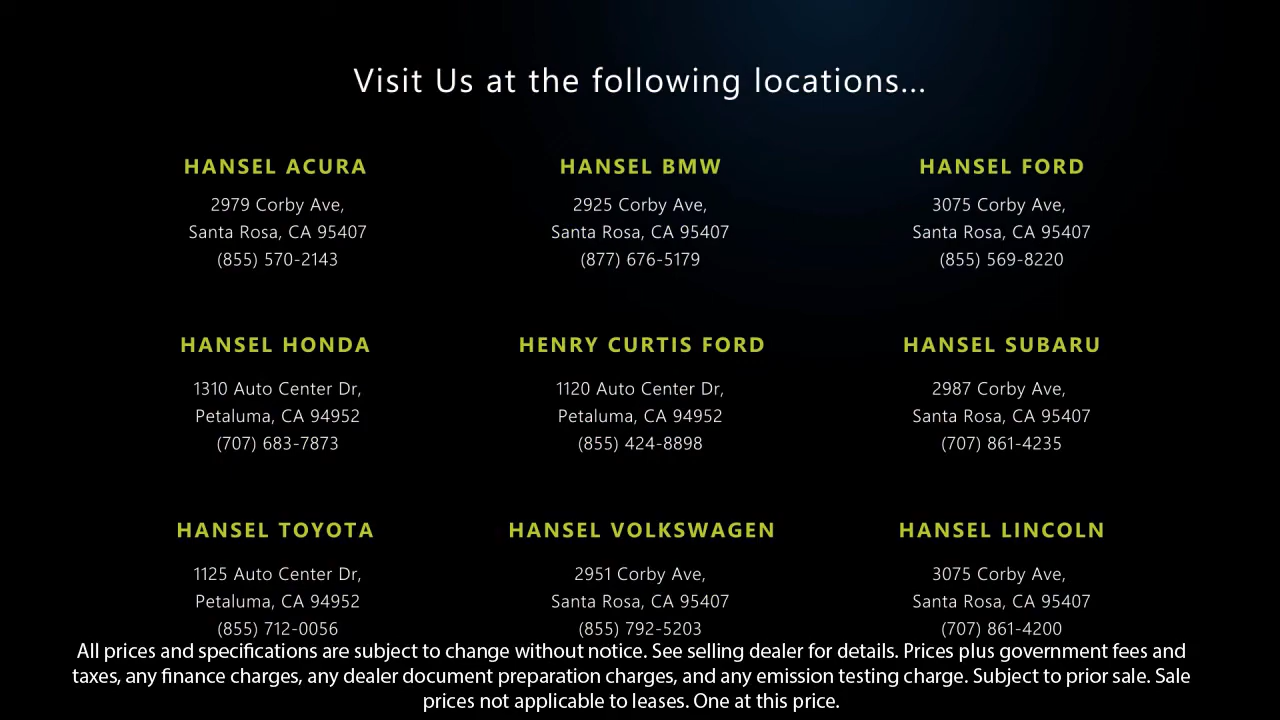 Visit Us at the following locations...
HANSEL ACURA
2979 Corby Ave,
Santa Rosa, CA 95407
(855) 570-2143
HANSEL BMW
2925 Corby Ave,
Santa Rosa, CA 95407
(877) 676-5179
HANSEL FORD
3075 Corby Ave,
Santa Rosa, CA 95407
(855) 569-8220
HANSEL HONDA
1310 Auto Center Dr,
Petaluma, CA 94952
(707) 683-7873
HENRY CURTIS FORD
1120 Auto Center Dr,
Petaluma, CA 94952
(855) 424-8898
HANSEL SUBARU
2987 Corby Ave,
Santa Rosa, CA 95407
(707) 861-4235
HANSEL TOYOTA
1125 Auto Center Dr,
Petaluma, CA 94952
(855) 712-0056
HANSEL VOLKSWAGEN
2951 Corby Ave,
Santa Rosa, CA 95407
(855) 792-5203
HANSEL LINCOLN
3075 Corby Ave,
Santa Rosa, CA 95407
(707) 861-4200
All prices and specifications are subject to change without notice. See selling dealer for details. Prices plus government fees and
taxes, any finance charges, any dealer document preparation charges, and any emission testing charge. Subject to prior sale. Sale
prices not applicable to leases. One at this price.